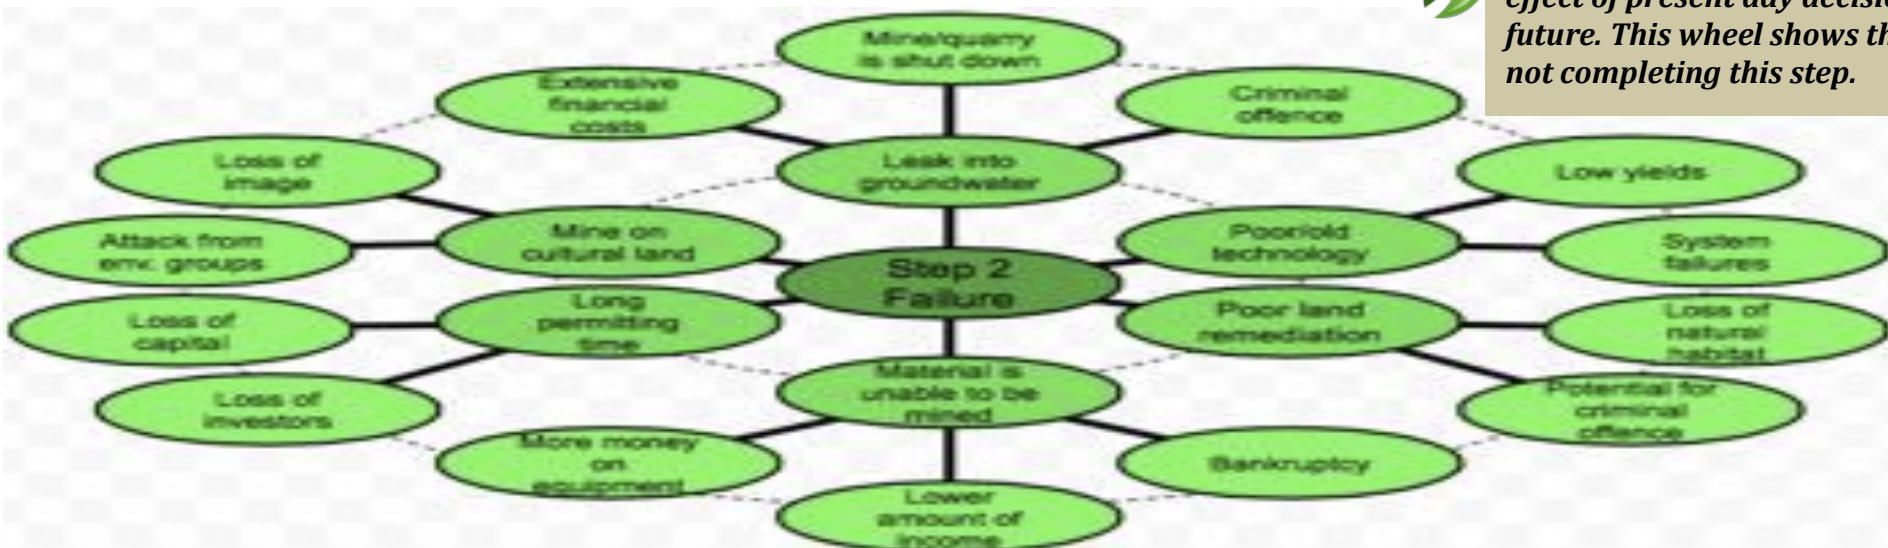 effect of present day decisio
future. This wheel shows th
not completing this step.
Mine/quarry
is shut down
Extensive
financial
costs
Criminal
offence
Loss of
image
Leak into
groundwater
Low yields
Attack from
env. groups
Mine on
cultural land
Poor/old
technology
System
failures
Step 2
Failure
Loss of
capital
Long
permitting
time
Poor land
remediation
Loss of
natural
habitat
Loss of
investors
Material is
unable to be
mined
Potential for
criminal
offence
More money
on
equipment
Bankruptcy
Lower
amount of
income